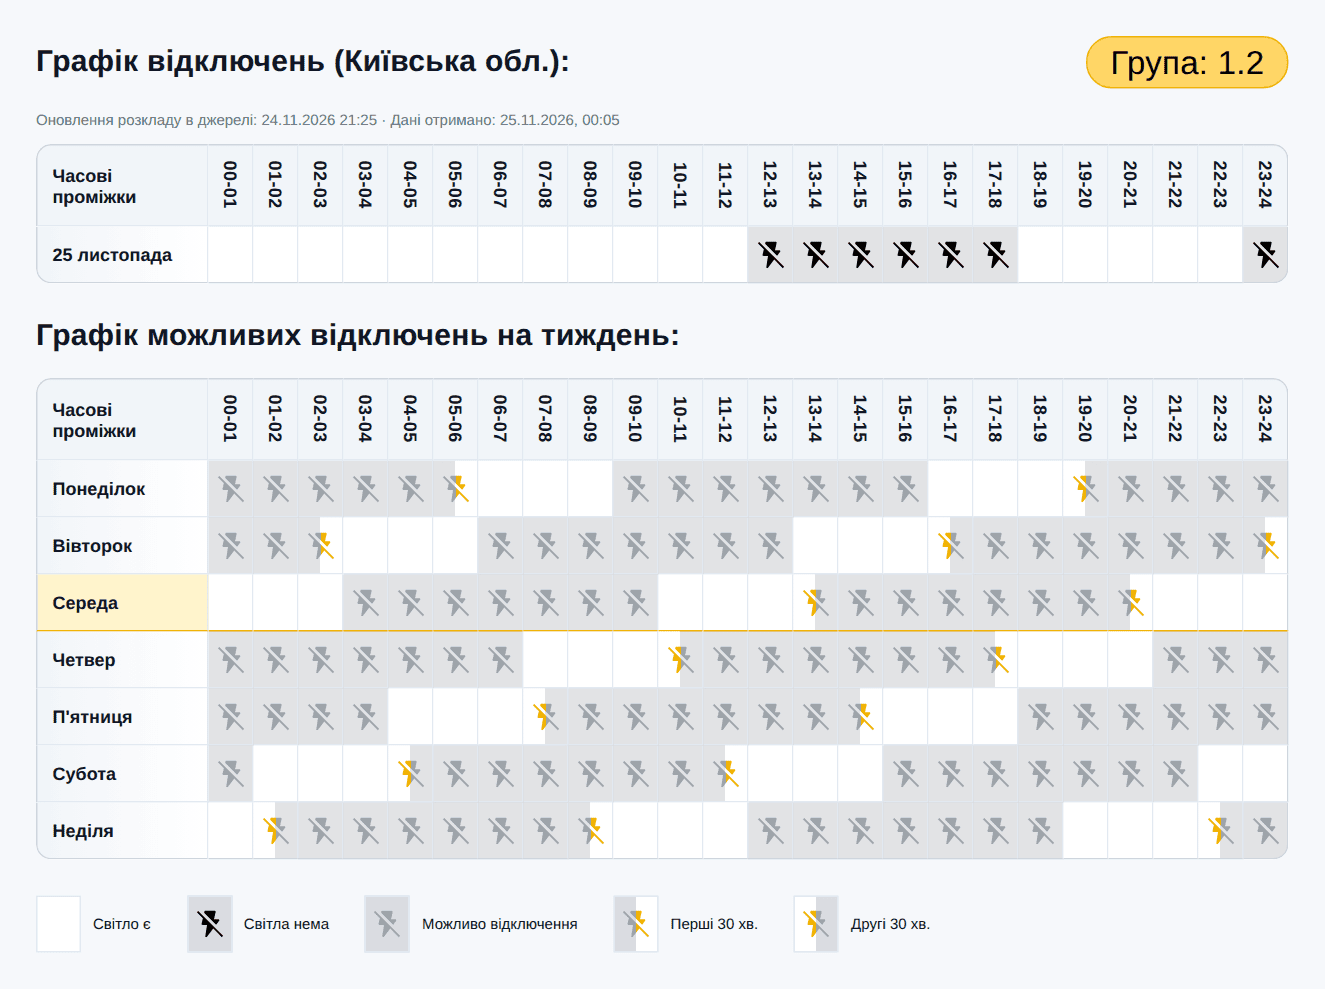 Графік відключень (Київська обл.):
Група: 1.2
Оновлення розкладу в джерелі: 24.11.2026 21:25 · Дані отримано: 25.11.2026, 00:05
Часові проміжки 00-01 01-02 02-03 03-04 04-05 05-06 06-07 07-08 08-09 09-10 10-11 11-12 12-13 13-14 14-15 15-16 16-17 17-18 18-19 19-20 20-21 21-22 22-23 23-24
25 листопада
Графік можливих відключень на тиждень:
Часові проміжки 00-01 01-02 02-03 03-04 04-05 05-06 06-07 07-08 08-09 09-10 10-11 11-12 12-13 13-14 14-15 15-16 16-17 17-18 18-19 19-20 20-21 21-22 22-23 23-24
Понеділок
Вівторок
Середа
Четвер
П'ятниця
Субота
Неділя
Світло є Світла нема Можливо відключення Перші 30 хв. Другі 30 хв.